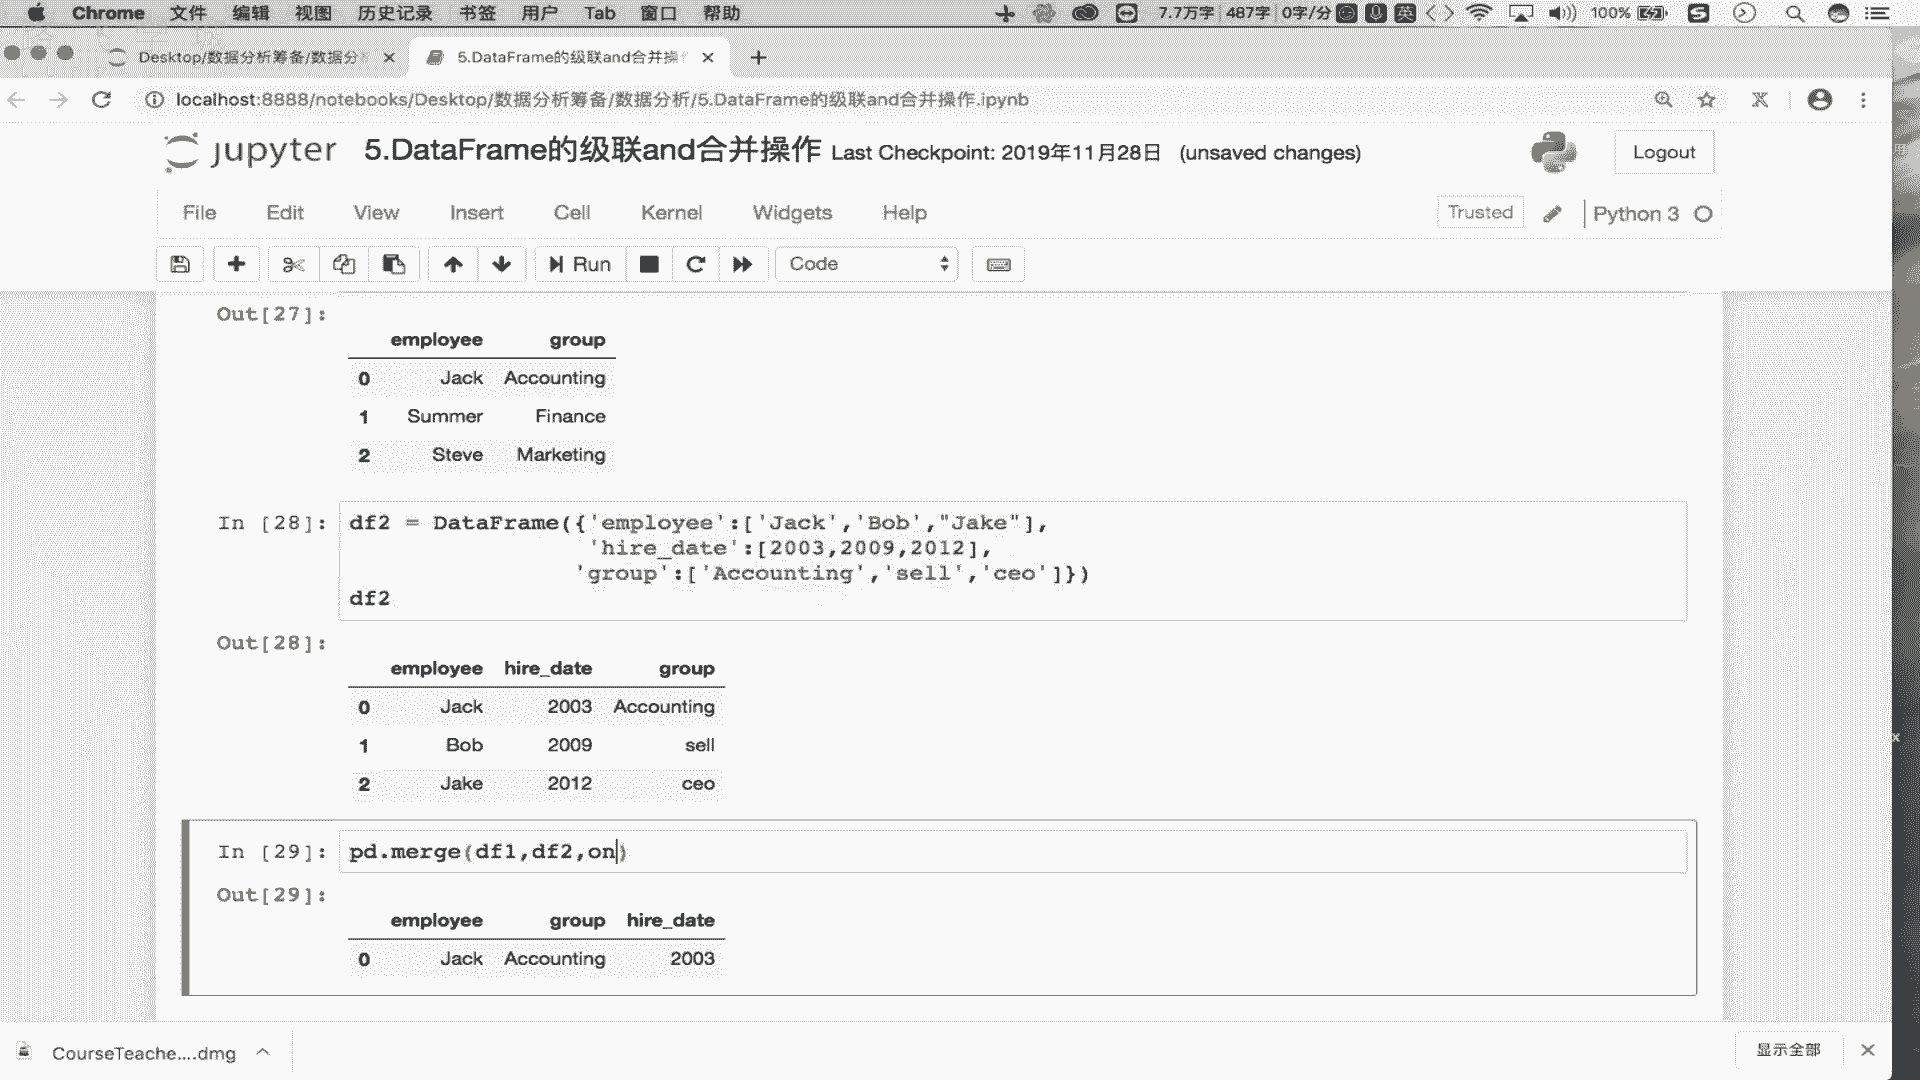 Chrome 文件 编辑 视图 历史记录 书签 用户 Tab 窗口 帮助 7.7万字 487字 0字/分 英 100%
Desktop/数据分析筹备/数据分 5.DataFrame的级联and合并操
localhost:8888/notebooks/Desktop/数据分析筹备/数据分析/5.DataFrame的级联and合并操作.ipynb
jupyter 5.DataFrame的级联and合并操作 Last Checkpoint: 2019年11月28日 (unsaved changes) Logout
File Edit View Insert Cell Kernel Widgets Help Trusted Python 3
Run Code
Out[27]:
employee group
0 Jack Accounting
1 Summer Finance
2 Steve Marketing
In [28]: df2 = DataFrame({'employee':['Jack','Bob',"Jake"],
'hire_date':[2003,2009,2012],
'group':['Accounting','sell','ceo']})
df2
Out[28]:
employee hire_date group
0 Jack 2003 Accounting
1 Bob 2009 sell
2 Jake 2012 ceo
In [29]: pd.merge(df1,df2,on)
Out[29]:
employee group hire_date
0 Jack Accounting 2003
CourseTeache....dmg 显示全部